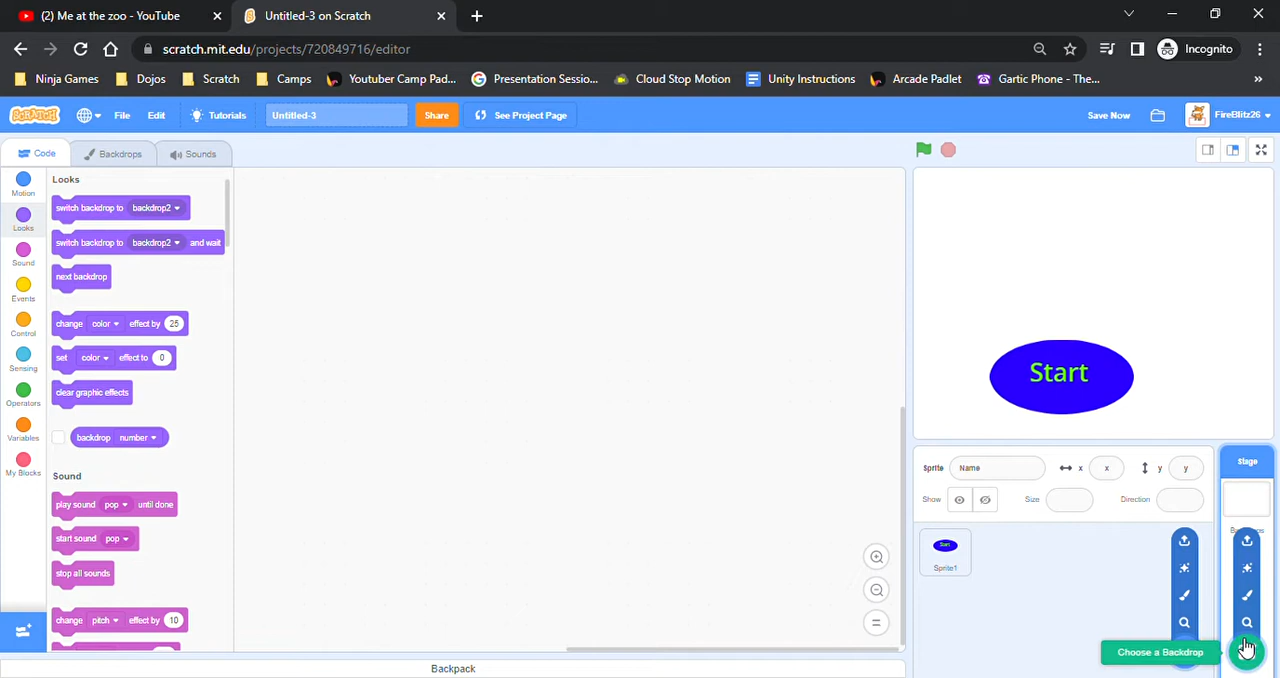 (2) Me at the zoo - YouTube
Untitled-3 on Scratch
scratch.mit.edu/projects/720849716/editor
Incognito
Ninja Games
Dojos
Scratch
Camps
Youtuber Camp Pad...
Presentation Sessio...
Cloud Stop Motion
Unity Instructions
Arcade Padlet
Gartic Phone - The...
SCRATCH
File
Edit
Tutorials
Untitled-3
Share
See Project Page
Save Now
FireBlitz26
Code
Backdrops
Sounds
Motion
Looks
Sound
Events
Control
Sensing
Operators
Variables
My Blocks
Looks
switch backdrop to backdrop2
switch backdrop to backdrop2 and wait
next backdrop
change color effect by 25
set color effect to 0
clear graphic effects
backdrop number
Sound
play sound pop until done
start sound pop
stop all sounds
change pitch effect by 10
Start
Sprite Name x x y y
Show Size Direction
Start
Sprite1
Stage
Choose a Backdrop
Backpack